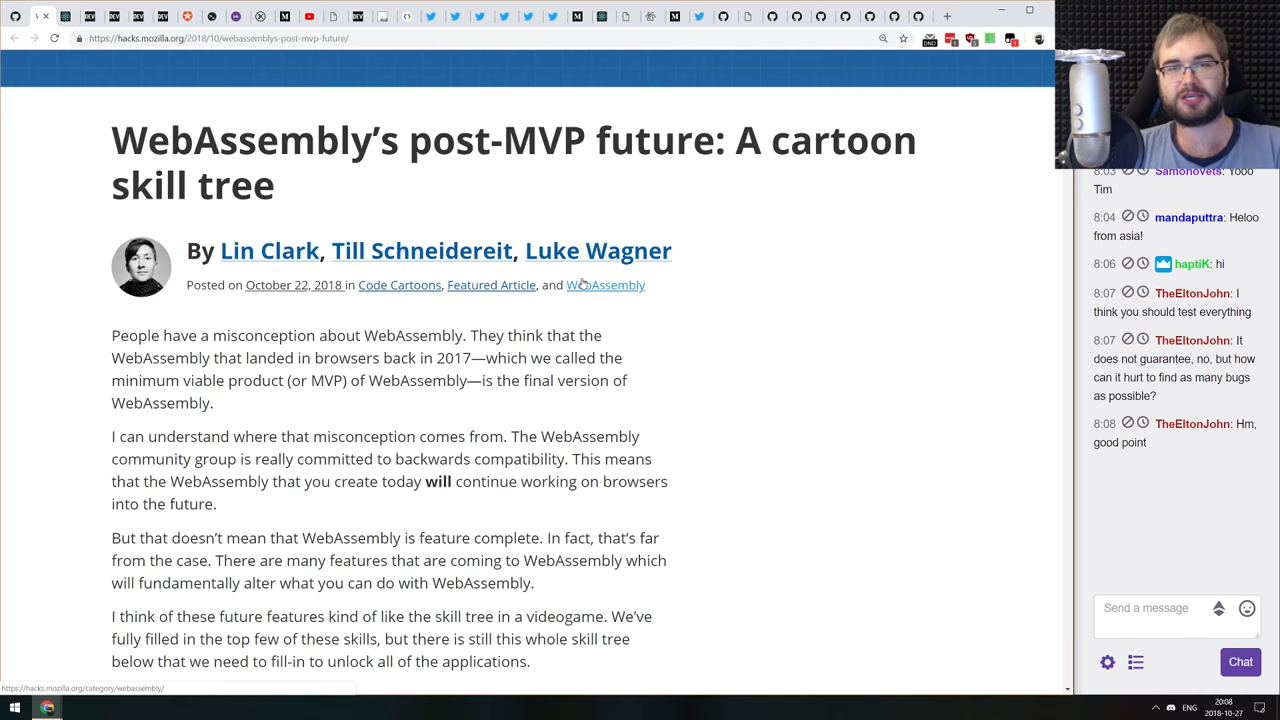 https://hacks.mozilla.org/2018/10/webassemblys-post-mvp-future/
DND
WebAssembly’s post-MVP future: A cartoon
skill tree
By Lin Clark, Till Schneidereit, Luke Wagner
Posted on October 22, 2018 in Code Cartoons, Featured Article, and WebAssembly
People have a misconception about WebAssembly. They think that the
WebAssembly that landed in browsers back in 2017—which we called the
minimum viable product (or MVP) of WebAssembly—is the final version of
WebAssembly.
I can understand where that misconception comes from. The WebAssembly
community group is really committed to backwards compatibility. This means
that the WebAssembly that you create today will continue working on browsers
into the future.
But that doesn’t mean that WebAssembly is feature complete. In fact, that’s far
from the case. There are many features that are coming to WebAssembly which
will fundamentally alter what you can do with WebAssembly.
I think of these future features kind of like the skill tree in a videogame. We’ve
fully filled in the top few of these skills, but there is still this whole skill tree
below that we need to fill-in to unlock all of the applications.
https://hacks.mozilla.org/category/webassembly/
8:03 Samonovets: Yooo
Tim
8:04 mandaputtra: Heloo
from asia!
8:06 haptiK: hi
8:07 TheEltonJohn: I
think you should test everything
8:07 TheEltonJohn: It
does not guarantee, no, but how
can it hurt to find as many bugs
as possible?
8:08 TheEltonJohn: Hm,
good point
Send a message
Chat
ENG
20:08
2018-10-27